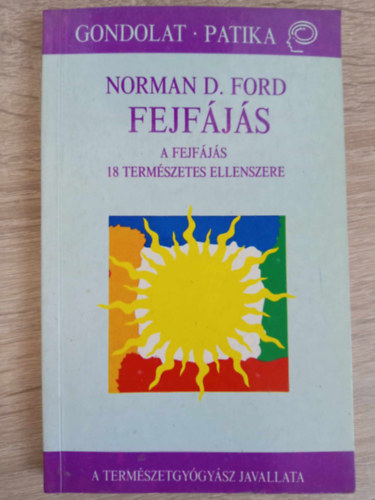 GONDOLAT · PATIKA
NORMAN D. FORD
FEJFÁJÁS
A FEJFÁJÁS
18 TERMÉSZETES ELLENSZERE
A TERMÉSZETGYÓGYÁSZ JAVALLATA